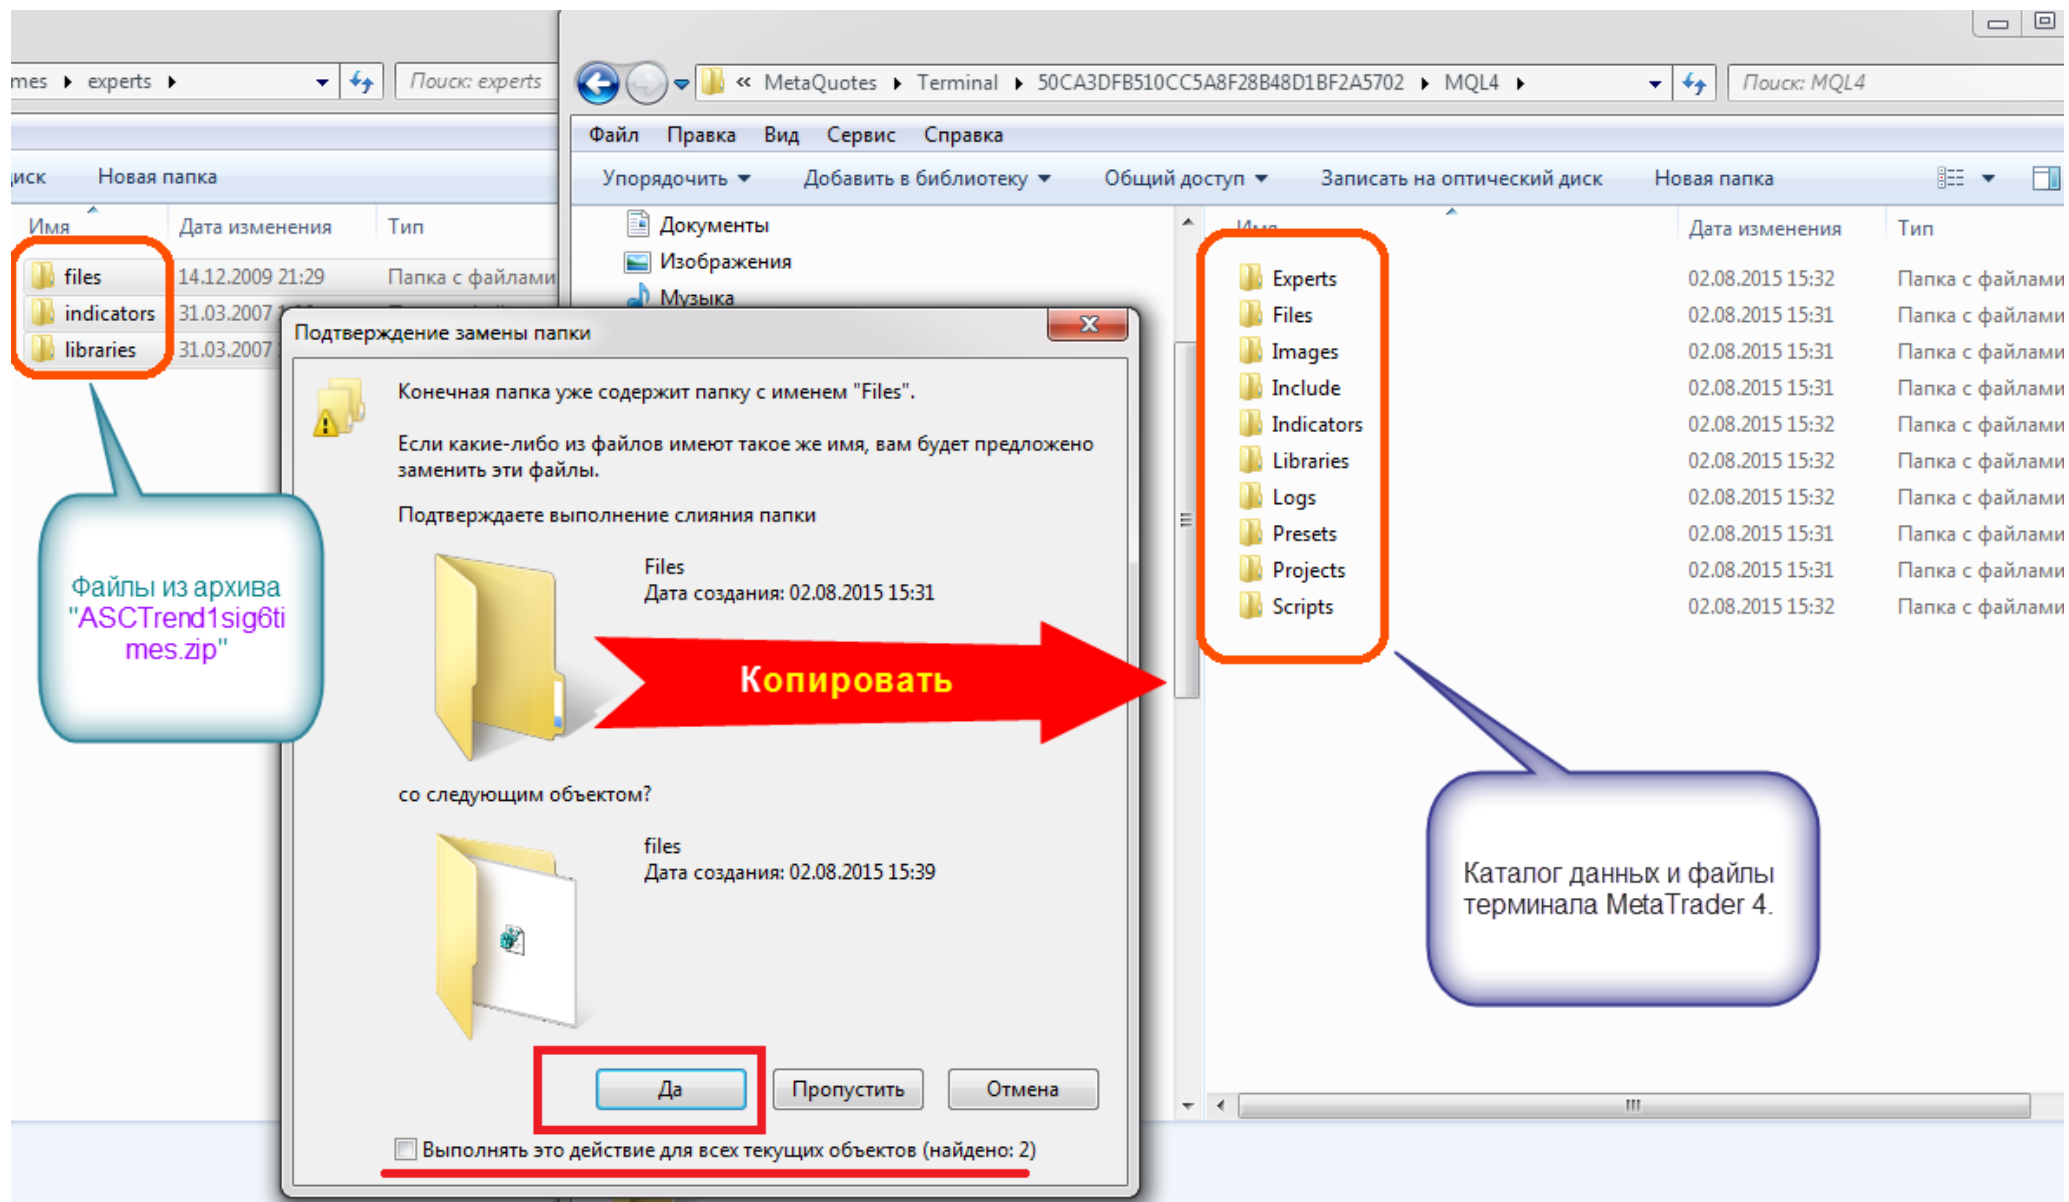 mes ▸ experts ▸
Поиск: experts
« MetaQuotes ▸ Terminal ▸ 50CA3DFB510CC5A8F28B48D1BF2A5702 ▸ MQL4 ▸
Поиск: MQL4
Файл Правка Вид Сервис Справка
иск Новая папка
Упорядочить Добавить в библиотеку Общий доступ Записать на оптический диск Новая папка
Имя Дата изменения Тип
files 14.12.2009 21:29 Папка с файлами
indicators 31.03.2007
libraries 31.03.2007
Документы
Изображения
Музыка
Имя Дата изменения Тип
Experts 02.08.2015 15:32 Папка с файлами
Files 02.08.2015 15:31 Папка с файлами
Images 02.08.2015 15:31 Папка с файлами
Include 02.08.2015 15:31 Папка с файлами
Indicators 02.08.2015 15:32 Папка с файлами
Libraries 02.08.2015 15:32 Папка с файлами
Logs 02.08.2015 15:32 Папка с файлами
Presets 02.08.2015 15:31 Папка с файлами
Projects 02.08.2015 15:31 Папка с файлами
Scripts 02.08.2015 15:32 Папка с файлами
Подтверждение замены папки
Конечная папка уже содержит папку с именем "Files".
Если какие-либо из файлов имеют такое же имя, вам будет предложено
заменить эти файлы.
Подтверждаете выполнение слияния папки
Files
Дата создания: 02.08.2015 15:31
Копировать
со следующим объектом?
files
Дата создания: 02.08.2015 15:39
Да Пропустить Отмена
Выполнять это действие для всех текущих объектов (найдено: 2)
Файлы из архива
"ASCTrend1sig6ti
mes.zip"
Каталог данных и файлы
терминала MetaTrader 4.